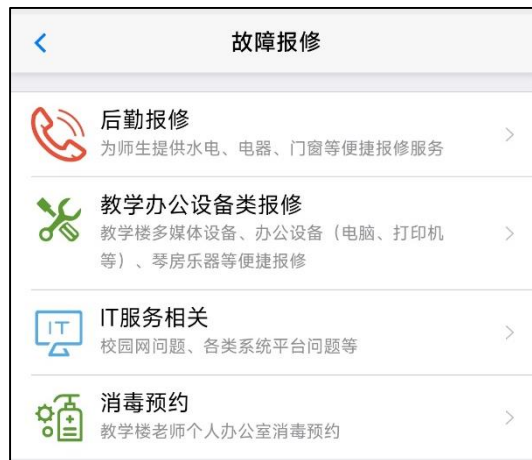 故障报修
后勤报修
为师生提供水电、电器、门窗等便捷报修服务
教学办公设备类报修
教学楼多媒体设备、办公设备（电脑、打印机
等）、琴房乐器等便捷报修
IT
IT服务相关
校园网问题、各类系统平台问题等
消毒预约
教学楼老师个人办公室消毒预约